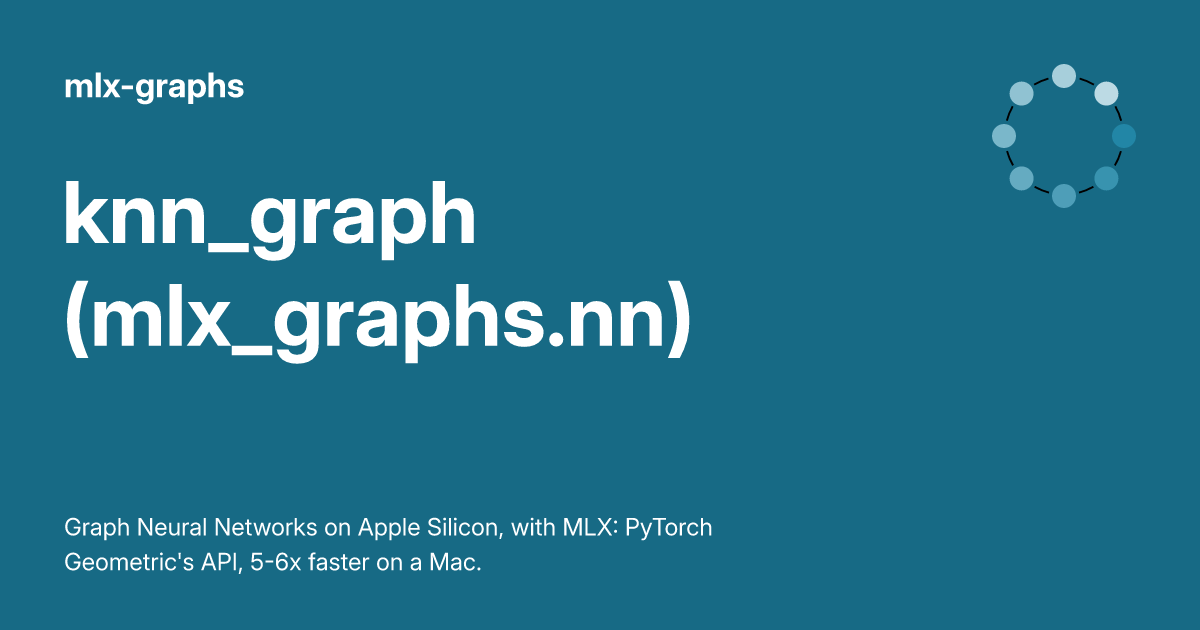 mlx-graphs
knn_graph
(mlx_graphs.nn)
Graph Neural Networks on Apple Silicon, with MLX: PyTorch
Geometric's API, 5-6x faster on a Mac.